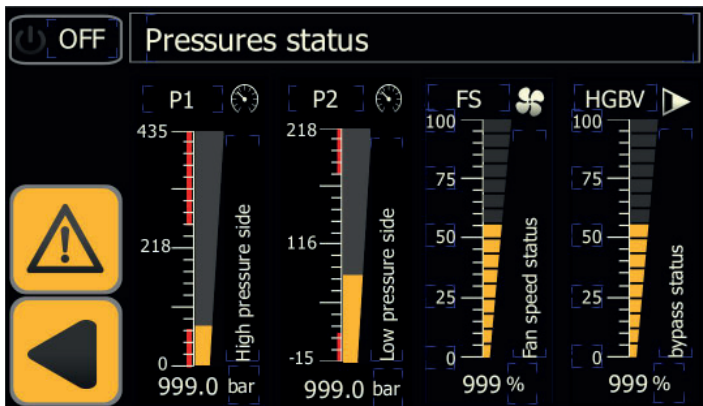 OFF
Pressures status
P1
P2
FS
HGBV
435
218
0
High pressure side
999.0 bar
218
116
-15
Low pressure side
999.0 bar
100
75
50
25
0
Fan speed status
999 %
100
75
50
25
0
bypass status
999 %